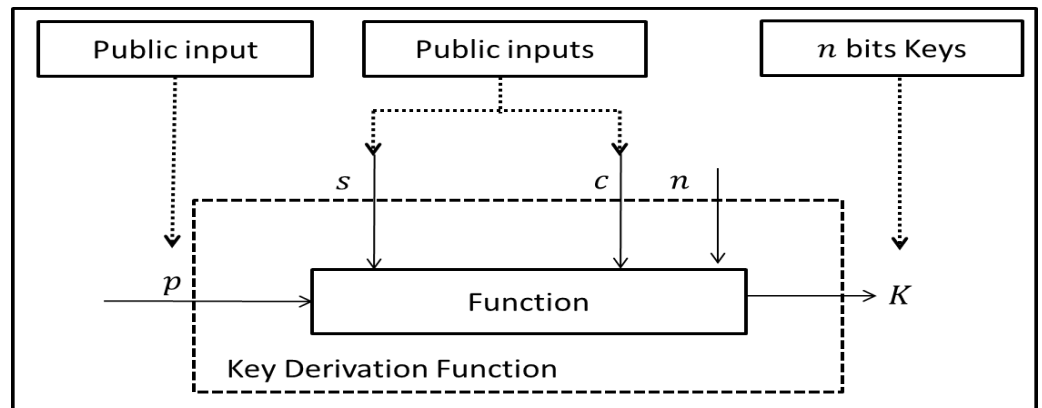 Public input
Public inputs
n bits Keys
s
c
n
p
Function
K
Key Derivation Function